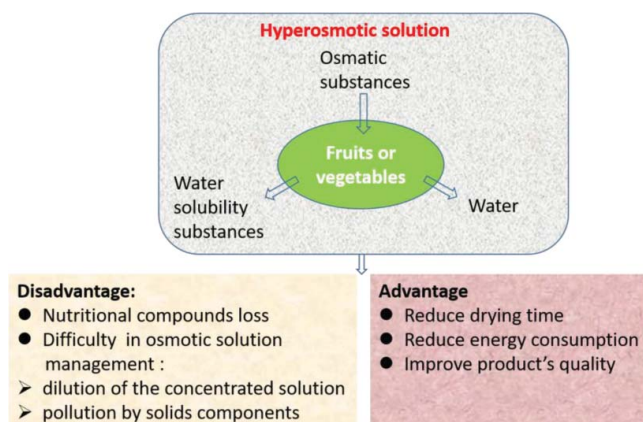 Hyperosmotic solution
Osmatic
substances
Fruits or
vegetables
Water
solubility
substances
Water
Disadvantage:
● Nutritional compounds loss
● Difficulty in osmotic solution
management :
➢ dilution of the concentrated solution
➢ pollution by solids components
Advantage
● Reduce drying time
● Reduce energy consumption
● Improve product's quality